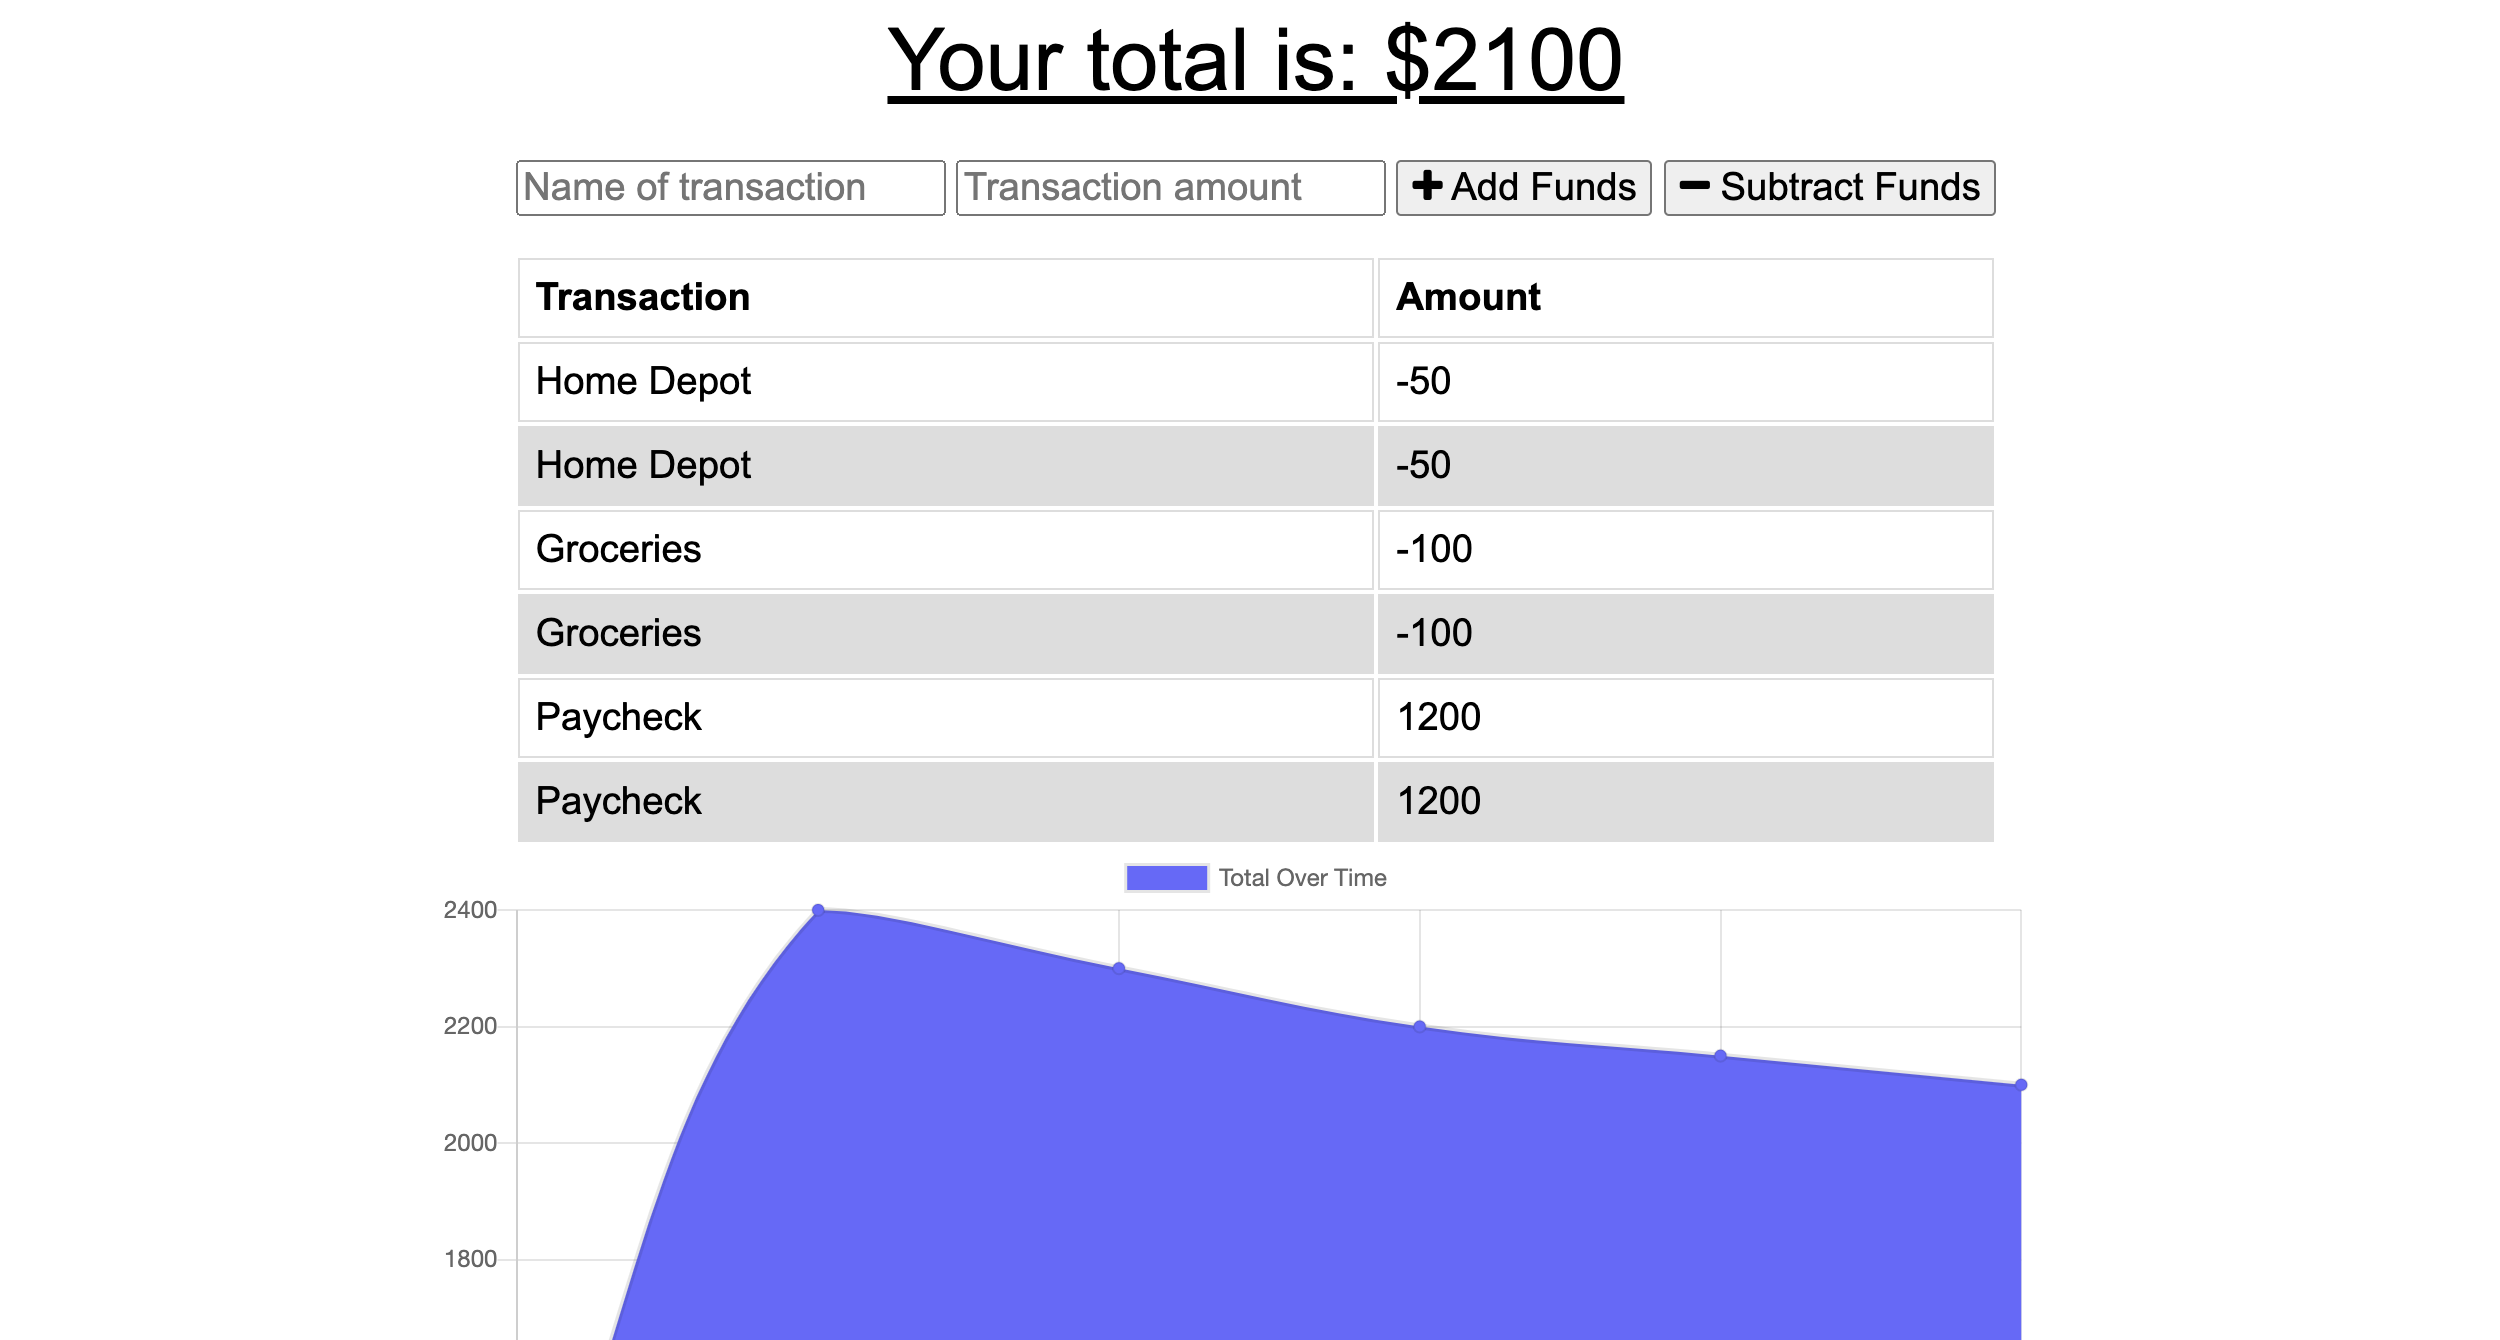 Your total is: $2100
Name of transaction Transaction amount Add Funds Subtract Funds
Transaction Amount
Home Depot -50
Home Depot -50
Groceries -100
Groceries -100
Paycheck 1200
Paycheck 1200
Total Over Time
2400
2200
2000
1800